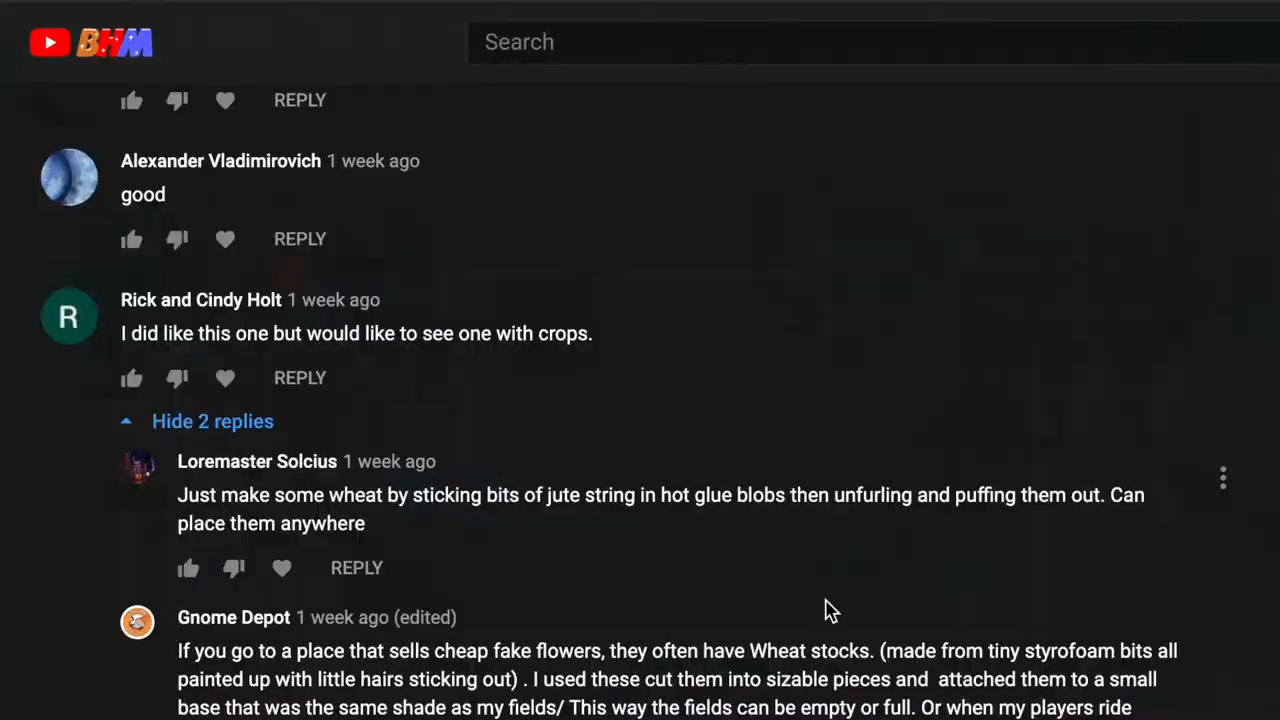 BHM
Search
REPLY
Alexander Vladimirovich 1 week ago
good
REPLY
R
Rick and Cindy Holt 1 week ago
I did like this one but would like to see one with crops.
REPLY
Hide 2 replies
Loremaster Solcius 1 week ago
Just make some wheat by sticking bits of jute string in hot glue blobs then unfurling and puffing them out. Can
place them anywhere
REPLY
Gnome Depot 1 week ago (edited)
If you go to a place that sells cheap fake flowers, they often have Wheat stocks. (made from tiny styrofoam bits all
painted up with little hairs sticking out) . I used these cut them into sizable pieces and  attached them to a small
base that was the same shade as my fields/ This way the fields can be empty or full. Or when my players ride